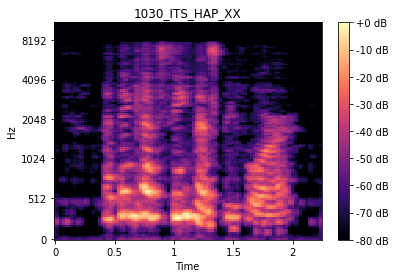 1030_ITS_HAP_XX
8192
4096
2048
1024
512
0
Hz
0
0.5
1
1.5
2
Time
+0 dB
-10 dB
-20 dB
-30 dB
-40 dB
-50 dB
-60 dB
-70 dB
-80 dB